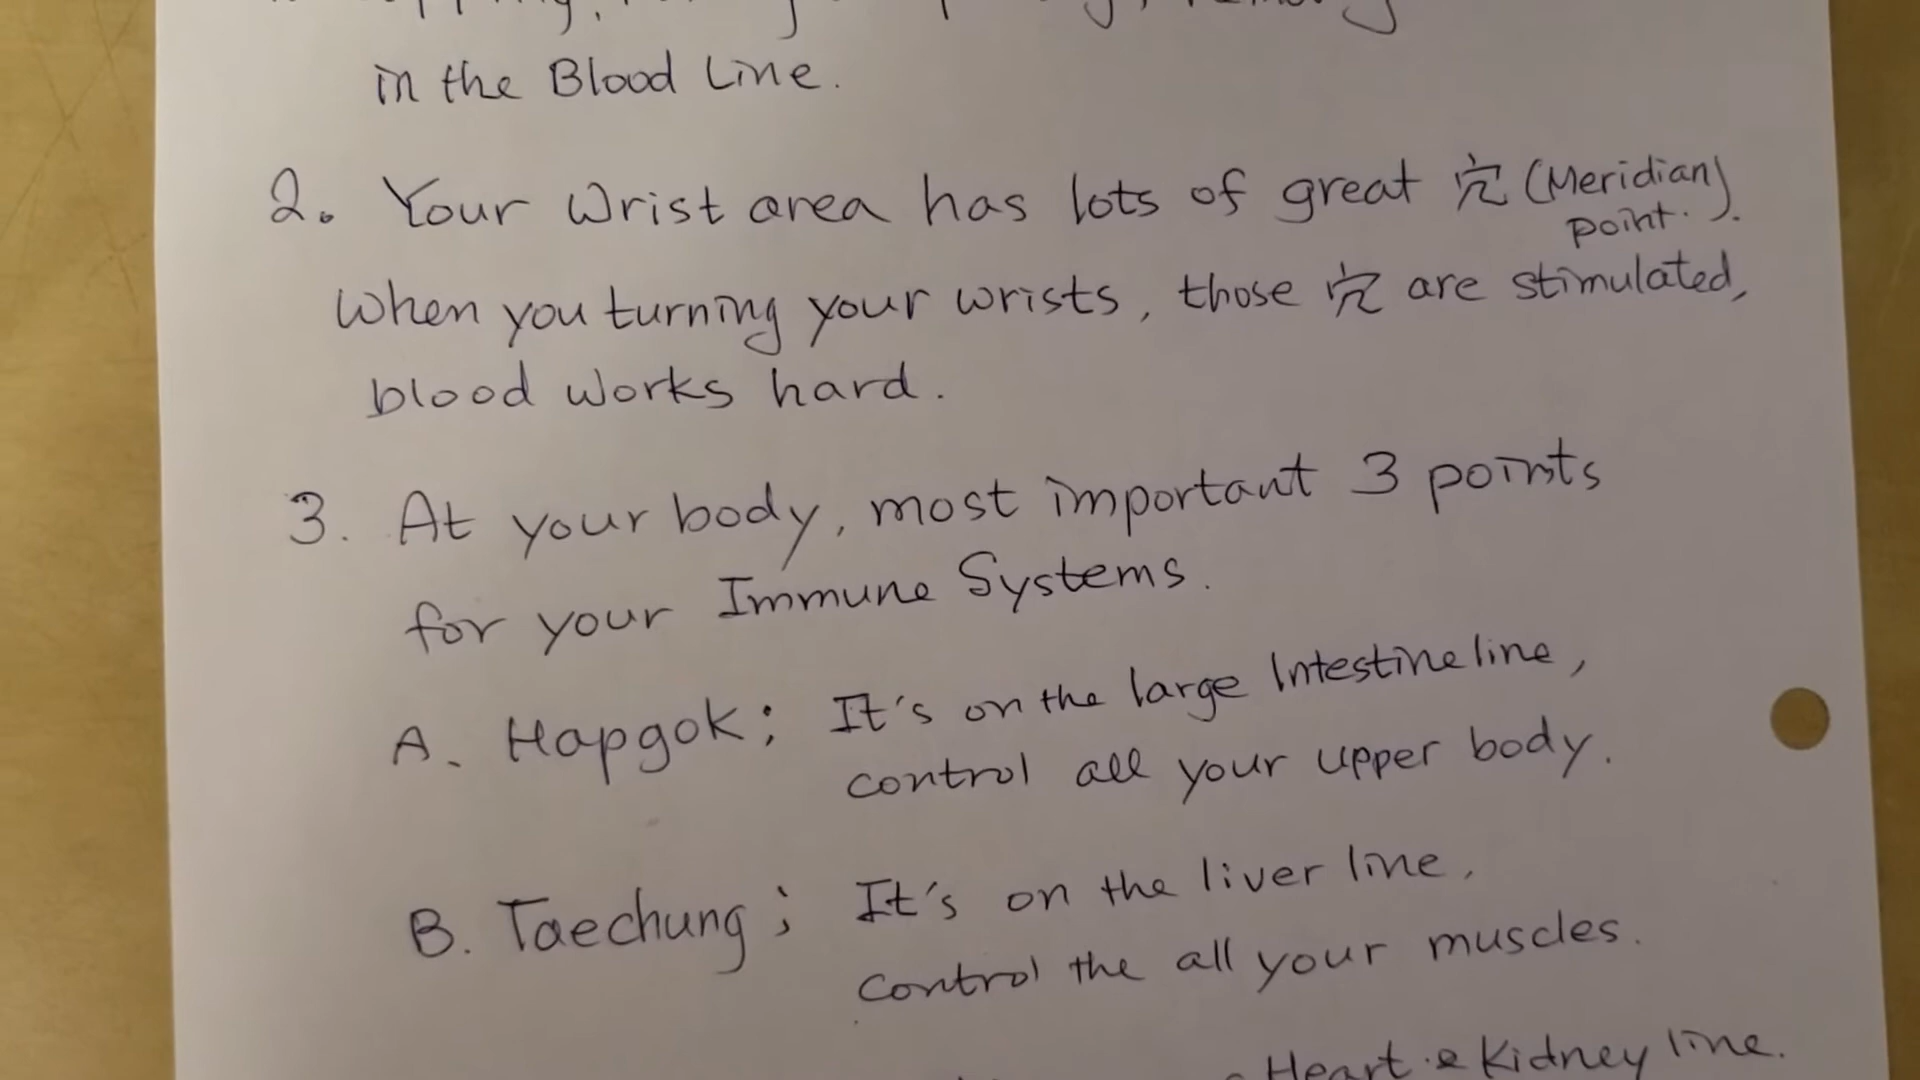 in the Blood Line.
2. Your Wrist area has lots of great 穴 (Meridian)
point.).
When you turning your wrists, those 穴 are stimulated,
blood works hard.
3. At your body, most important 3 points
for your Immune Systems.
A. Hapgok; It's on the large Intestine line,
control all your upper body.
B. Taechung; It's on the liver line,
control the all your muscles.
Heart & Kidney line.